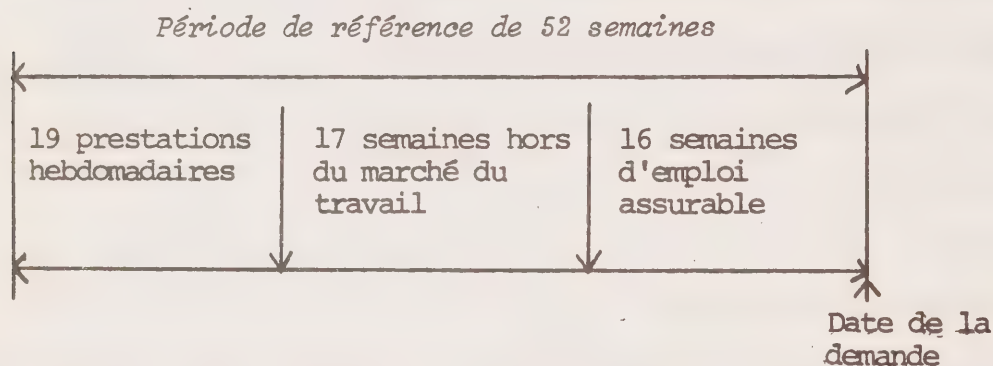 Période de référence de 52 semaines
19 prestations
hebdomadaires
17 semaines hors
du marché du
travail
16 semaines
d'emploi
assurable
Date de la
demande